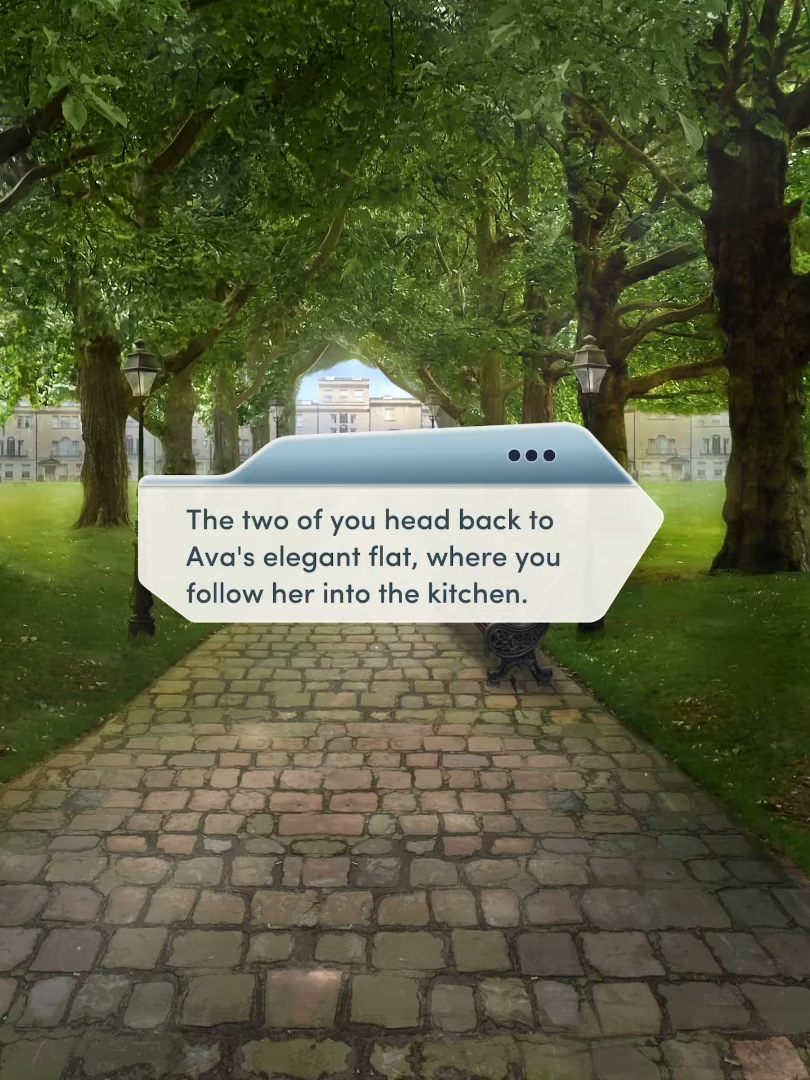 The two of you head back to
Ava's elegant flat, where you
follow her into the kitchen.